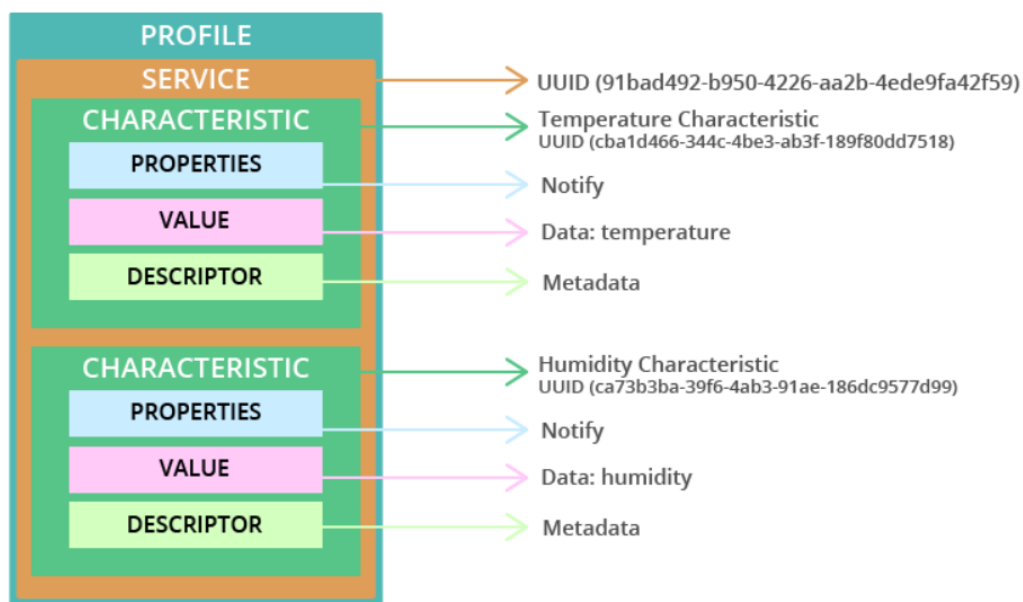 PROFILE
SERVICE
UUID (91bad492-b950-4226-aa2b-4ede9fa42f59)
CHARACTERISTIC
Temperature Characteristic
UUID (cba1d466-344c-4be3-ab3f-189f80dd7518)
PROPERTIES
Notify
VALUE
Data: temperature
DESCRIPTOR
Metadata
CHARACTERISTIC
Humidity Characteristic
UUID (ca73b3ba-39f6-4ab3-91ae-186dc9577d99)
PROPERTIES
Notify
VALUE
Data: humidity
DESCRIPTOR
Metadata